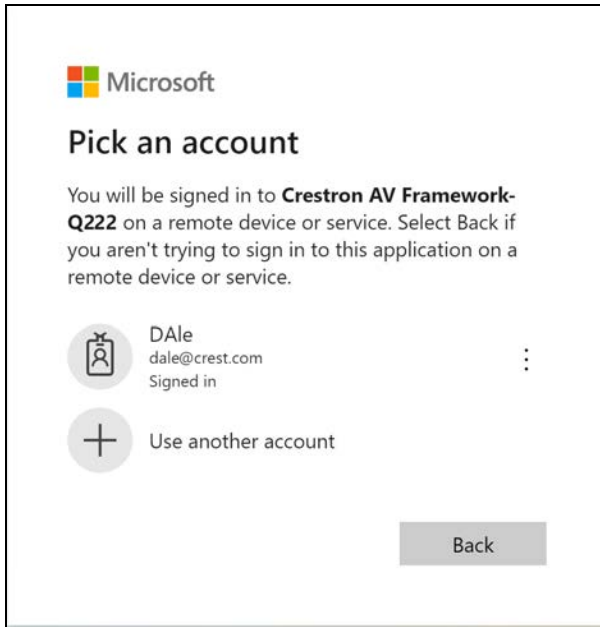 Microsoft
Pick an account
You will be signed in to Crestron AV Framework-
Q222 on a remote device or service. Select Back if
you aren't trying to sign in to this application on a
remote device or service.
DAle
dale@crest.com
Signed in
Use another account
Back